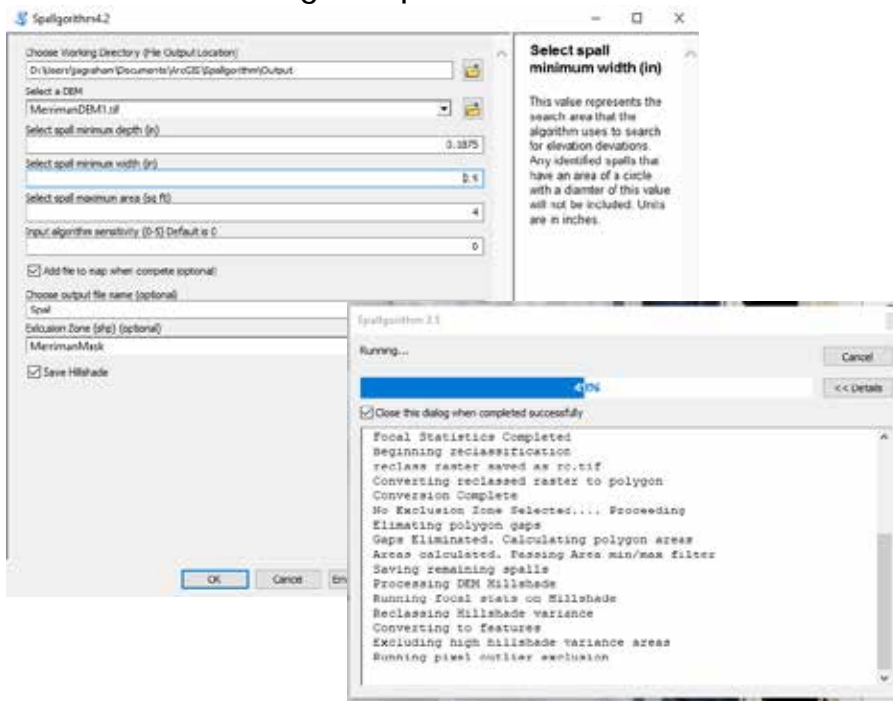 Spallgorithm4.2
Choose Working Directory (File Output Location)
D:\Users\jagraham\Documents\ArcGIS\Spallgorithm\Output
Select a DEM
MerrimanDEM1.tif
Select spall minimum depth (in)
0.1875
Select spall minimum width (in)
Select spall maximum area (sq ft)
4
Input algorithm sensitivity (0-5) Default is 0
0
Add file to map when compete (optional)
Choose output file name (optional)
Spall
Exlcusion Zone (shp) (optional)
MerrimanMask
Save Hillshade
OK
Cancel
Select spall
minimum width (in)
This value represents the
search area that the
algorithm uses to search
for elevation devations.
Any identified spalls that
have an area of a circle
with a diamter of this value
will not be included. Units
are in inches.
Spallgorithm 2.5
Running...
Cancel
<< Details
Close this dialog when completed successfully
Focal Statistics Completed
Beginning reclassification
reclass raster saved as rc.tif
Converting reclassed raster to polygon
Conversion Complete
No Exclusion Zone Selected.... Proceeding
Elimating polygon gaps
Gaps Eliminated. Calculating polygon areas
Areas calculated. Passing Area min/max filter
Saving remaining spalls
Processing DEM Hillshade
Running focal stats on Hillshade
Reclassing Hillshade variance
Converting to features
Excluding high hillshade variance areas
Running pixel outlier exclusion